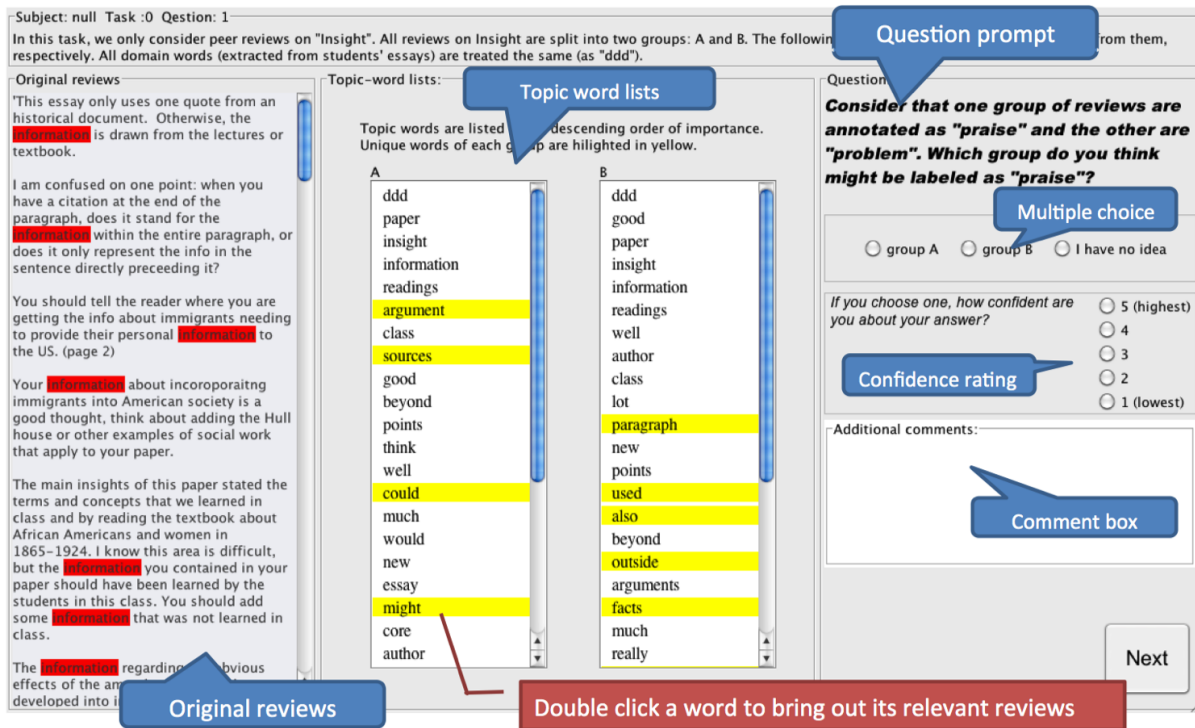 Subject: null Task :0 Qestion: 1
In this task, we only consider peer reviews on "Insight". All reviews on Insight are split into two groups: A and B. The followin
from them,
respectively. All domain words (extracted from students' essays) are treated the same (as "ddd").
Question prompt
Original reviews
'This essay only uses one quote from an
historical document. Otherwise, the
information is drawn from the lectures or
textbook.
I am confused on one point: when you
have a citation at the end of the
paragraph, does it stand for the
information within the entire paragraph, or
does it only represent the info in the
sentence directly preceeding it?
You should tell the reader where you are
getting the info about immigrants needing
to provide their personal information to
the US. (page 2)
Your information about incoroporaitng
immigrants into American society is a
good thought, think about adding the Hull
house or other examples of social work
that apply to your paper.
The main insights of this paper stated the
terms and concepts that we learned in
class and by reading the textbook about
African Americans and women in
1865-1924. I know this area is difficult,
but the information you contained in your
paper should have been learned by the
students in this class. You should add
some information that was not learned in
class.
The information regarding bvious
effects of the am
developed into i
Original reviews
Topic-word lists:
Topic word lists
Topic words are listed descending order of importance.
Unique words of each group are hilighted in yellow.
A
ddd
paper
insight
information
readings
argument
class
sources
good
beyond
points
think
well
could
much
would
new
essay
might
core
author
B
ddd
good
paper
insight
information
readings
well
author
class
lot
paragraph
new
points
used
also
beyond
outside
arguments
facts
much
really
Double click a word to bring out its relevant reviews
Question
Consider that one group of reviews are
annotated as "praise" and the other are
"problem". Which group do you think
might be labeled as "praise"?
Multiple choice
group A group B I have no idea
If you choose one, how confident are
you about your answer?
5 (highest)
4
3
2
1 (lowest)
Confidence rating
Additional comments:
Comment box
Next